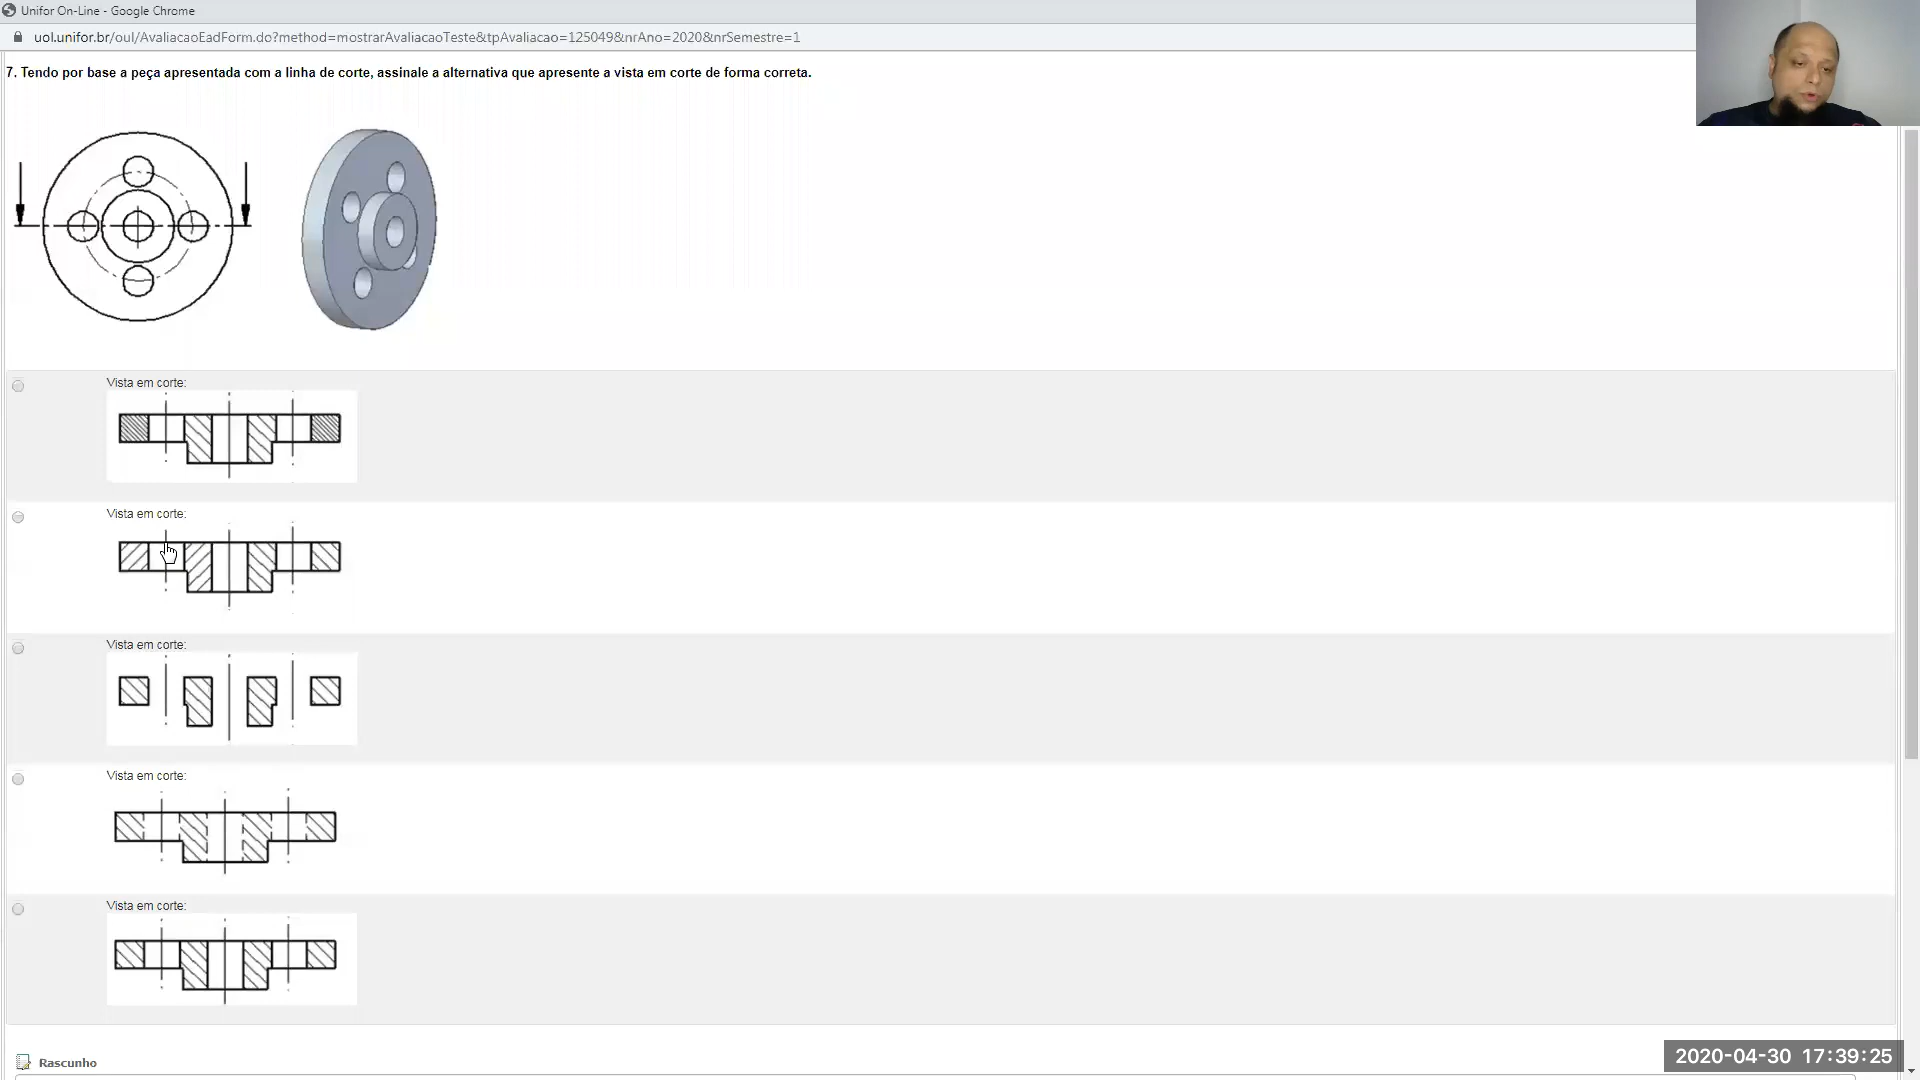 Unifor On-Line - Google Chrome
uol.unifor.br/oul/AvaliacaoEadForm.do?method=mostrarAvaliacaoTeste&tpAvaliacao=125049&nrAno=2020&nrSemestre=1
7. Tendo por base a peça apresentada com a linha de corte, assinale a alternativa que apresente a vista em corte de forma correta.
Vista em corte:
Vista em corte:
Vista em corte:
Vista em corte:
Vista em corte:
Rascunho
2020-04-30 17:39:25